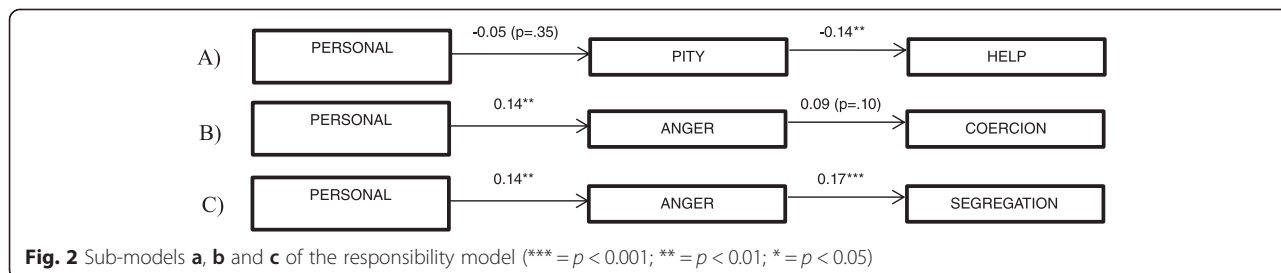 -0.05 (p=.35) -0.14**
A) PERSONAL PITY HELP
0.14** 0.09 (p=.10)
B) PERSONAL ANGER COERCION
0.14** 0.17***
C) PERSONAL ANGER SEGREGATION
Fig. 2 Sub-models a, b and c of the responsibility model (*** = p < 0.001; ** = p < 0.01; * = p < 0.05)